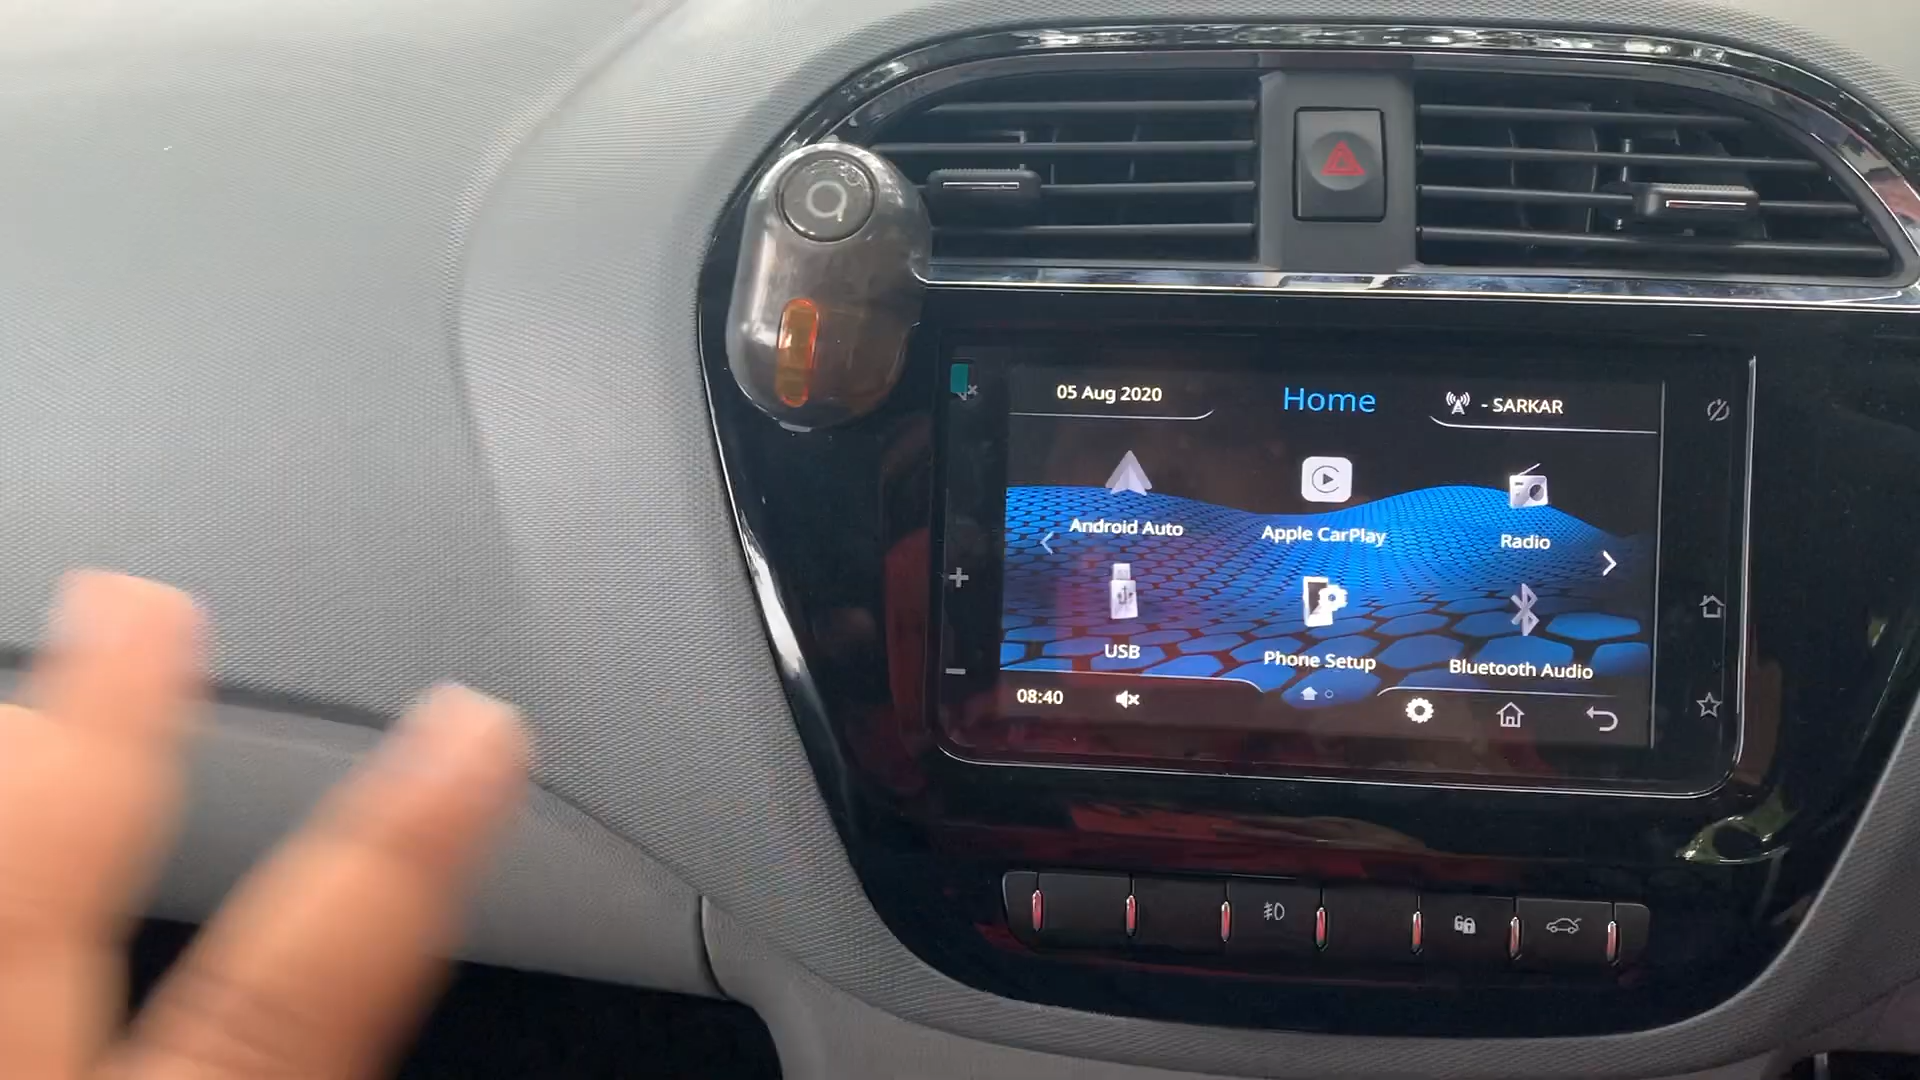 05 Aug 2020
Home
- SARKAR
Android Auto
Apple CarPlay
Radio
USB
Phone Setup
Bluetooth Audio
08:40